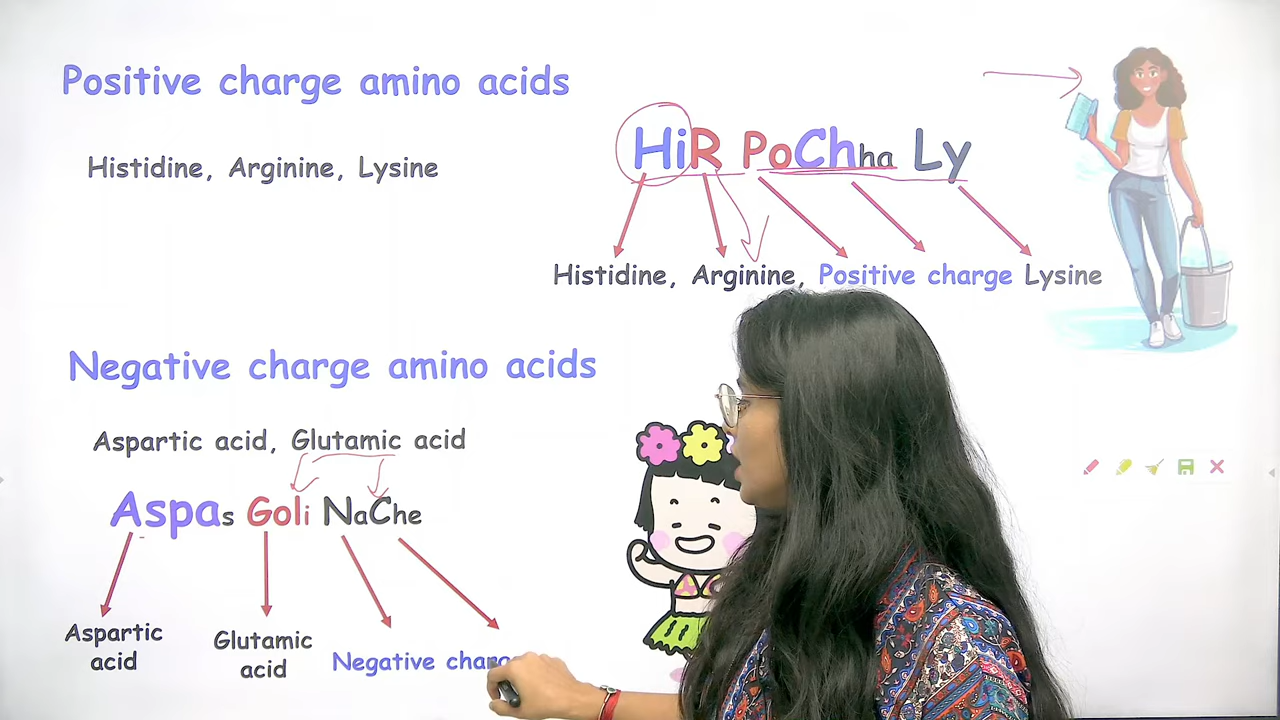 Positive charge amino acids
Histidine, Arginine, Lysine
HiR PoChha Ly
Histidine, Arginine, Positive charge Lysine
Negative charge amino acids
Aspartic acid, Glutamic acid
Aspas Goli NaChe
Aspartic acid
Glutamic acid
Negative